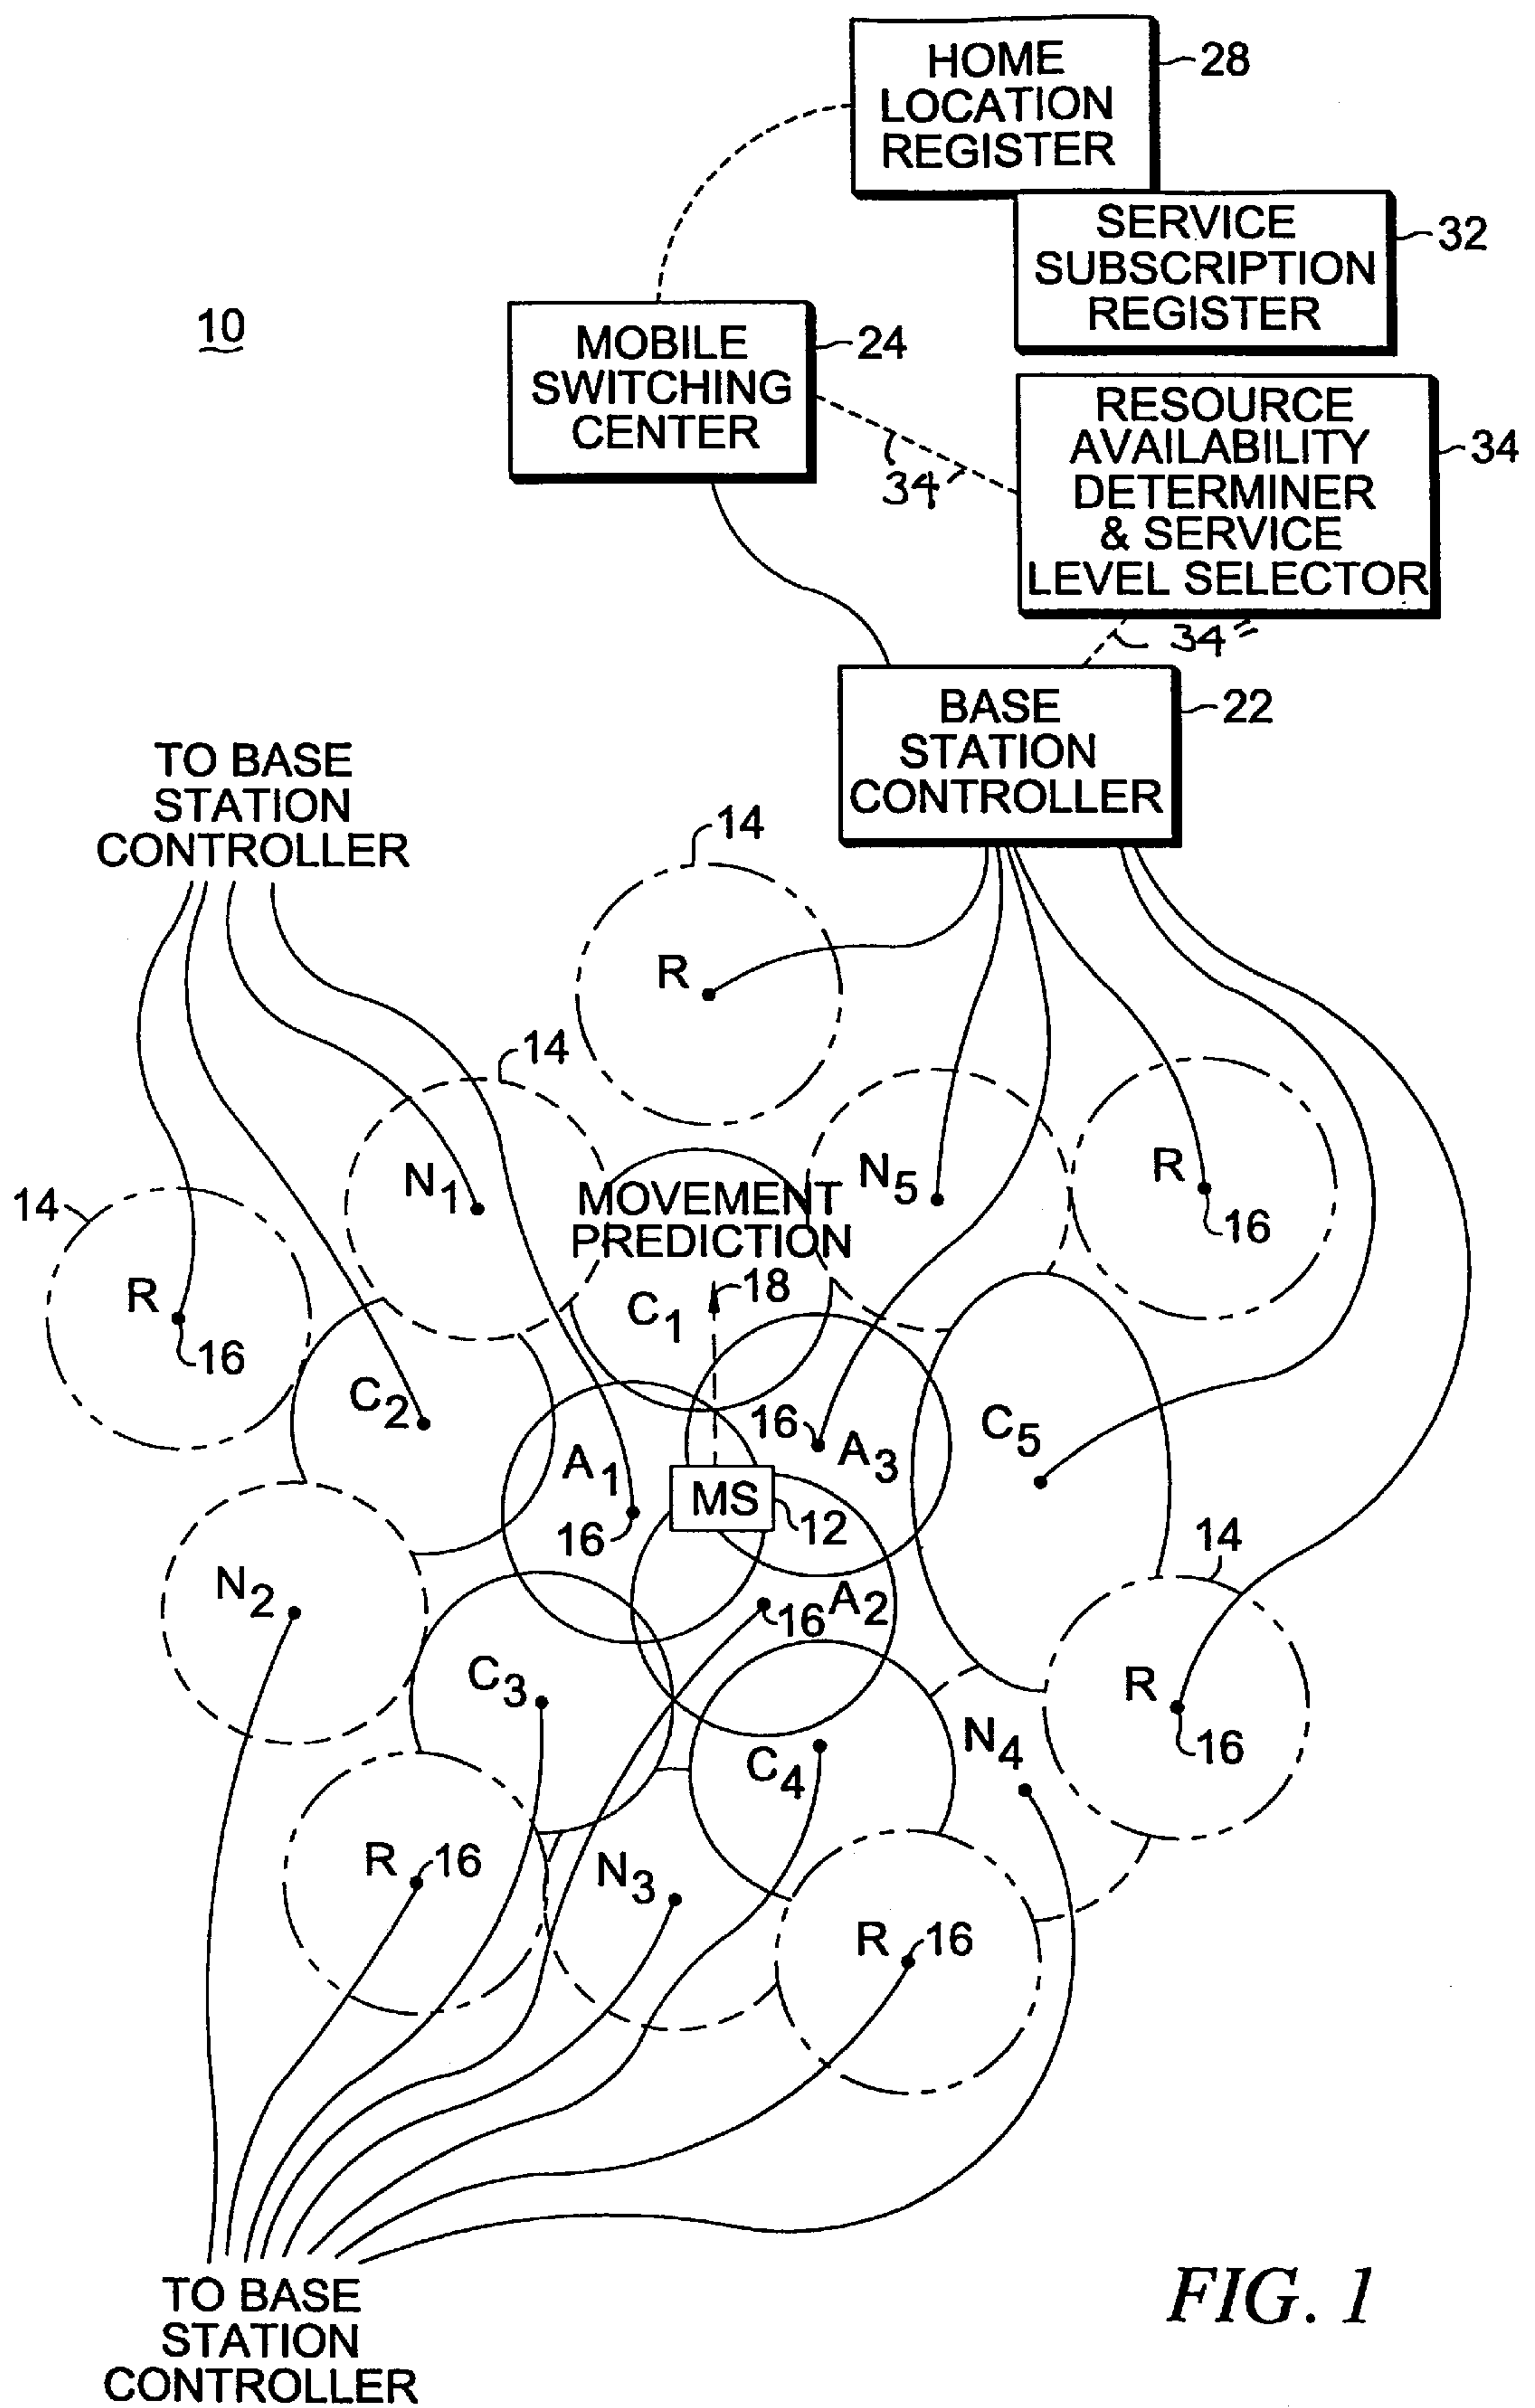 HOME
LOCATION
REGISTER
28
SERVICE
SUBSCRIPTION
REGISTER
32
10
MOBILE
SWITCHING
CENTER
24
RESOURCE
AVAILABILITY
DETERMINER
& SERVICE
LEVEL SELECTOR
34
34'
34"
BASE
STATION
CONTROLLER
22
TO BASE
STATION
CONTROLLER
14
R
14
N1
MOVEMENT
PREDICTION
N5
R
16
14
R
16
C1
18
C2
A1
16
16
A3
C5
MS
12
14
N2
16
A2
C3
C4
N4
R
16
R
16
N3
R
16
TO BASE
STATION
CONTROLLER
FIG. 1